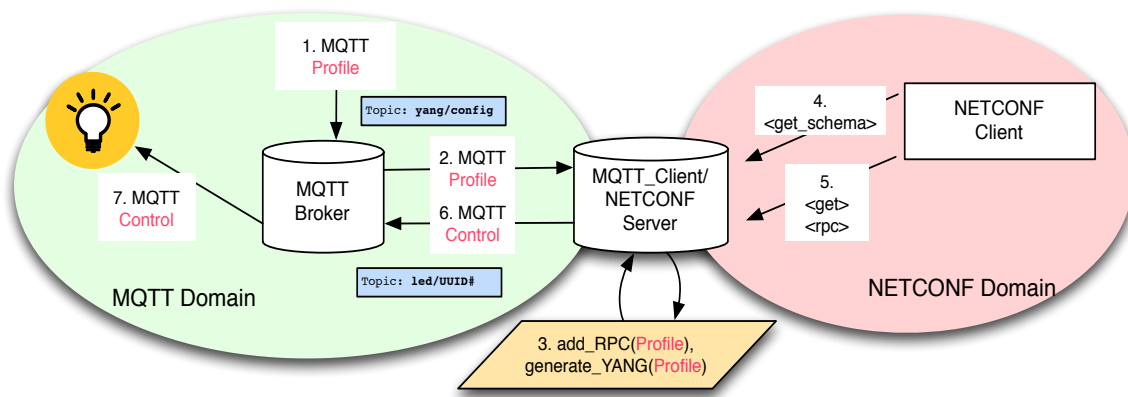 1. MQTT
Profile
Topic: yang/config
2. MQTT
Profile
MQTT
Broker
7. MQTT
Control
6. MQTT
Control
Topic: led/UUID#
MQTT Domain
MQTT_Client/
NETCONF
Server
3. add_RPC(Profile),
generate_YANG(Profile)
4.
<get_schema>
NETCONF
Client
5.
<get>
<rpc>
NETCONF Domain